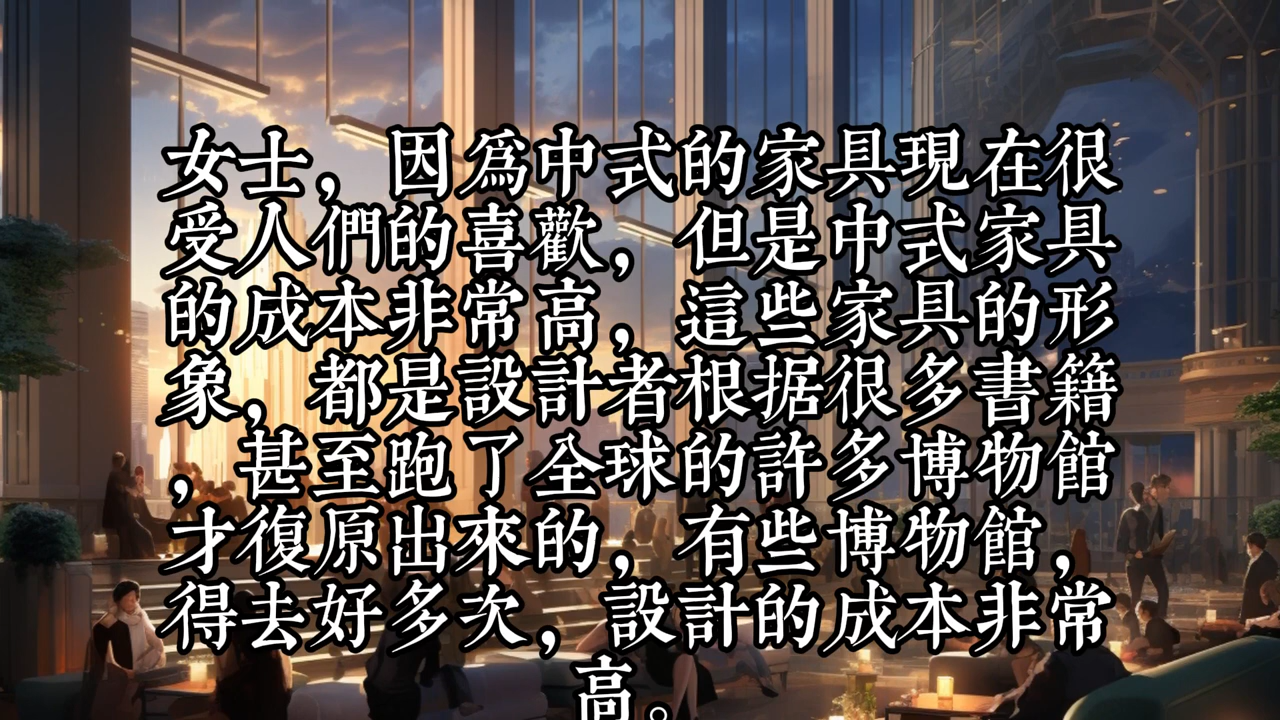 女士，因爲中式的家具現在很
受人們的喜歡，但是中式家具
的成本非常高，這些家具的形
象，都是設計者根据很多書籍
，甚至跑了全球的許多博物館
才復原出來的，有些博物館，
得去好多次，設計的成本非常
高。